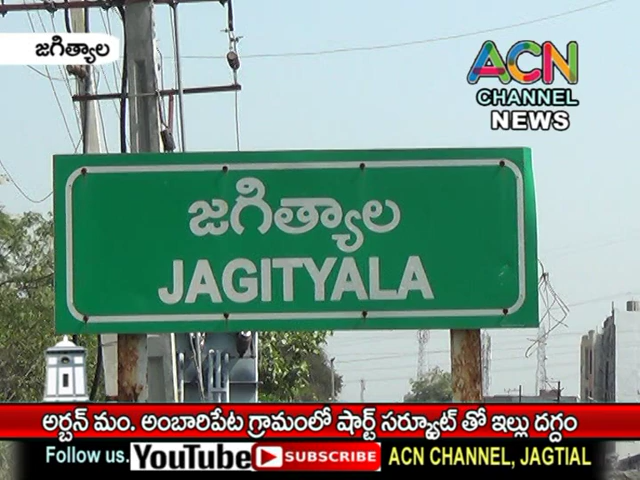 జగిత్యాల
ACN
CHANNEL
NEWS
జగిత్యాల
JAGITYALA
అర్బన్ మం. అంబారిపేట గ్రామంలో షార్ట్ సర్క్యూట్ తో ఇల్లు దగ్దం
Follow us. YouTube SUBSCRIBE ACN CHANNEL, JAGTIAL